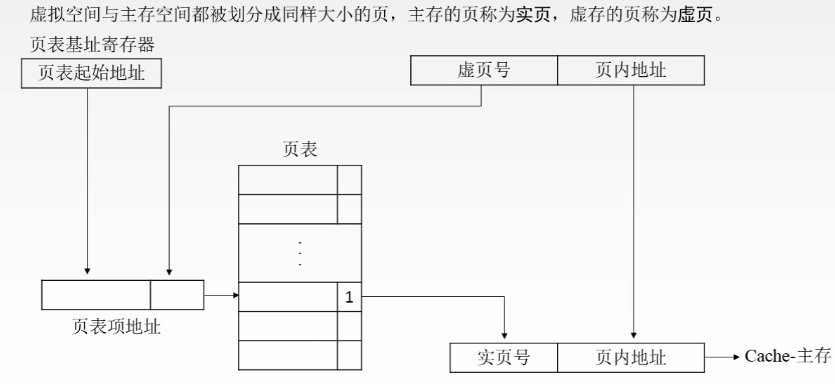 虚拟空间与主存空间都被划分成同样大小的页，主存的页称为实页，虚存的页称为虚页。
页表基址寄存器
页表起始地址
虚页号
页内地址
页表
⋮
1
页表项地址
实页号
页内地址
Cache-主存